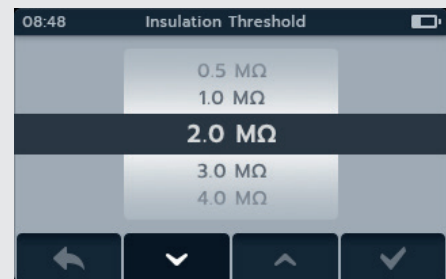 08:48 Insulation Threshold
0.5 MΩ
1.0 MΩ
2.0 MΩ
3.0 MΩ
4.0 MΩ